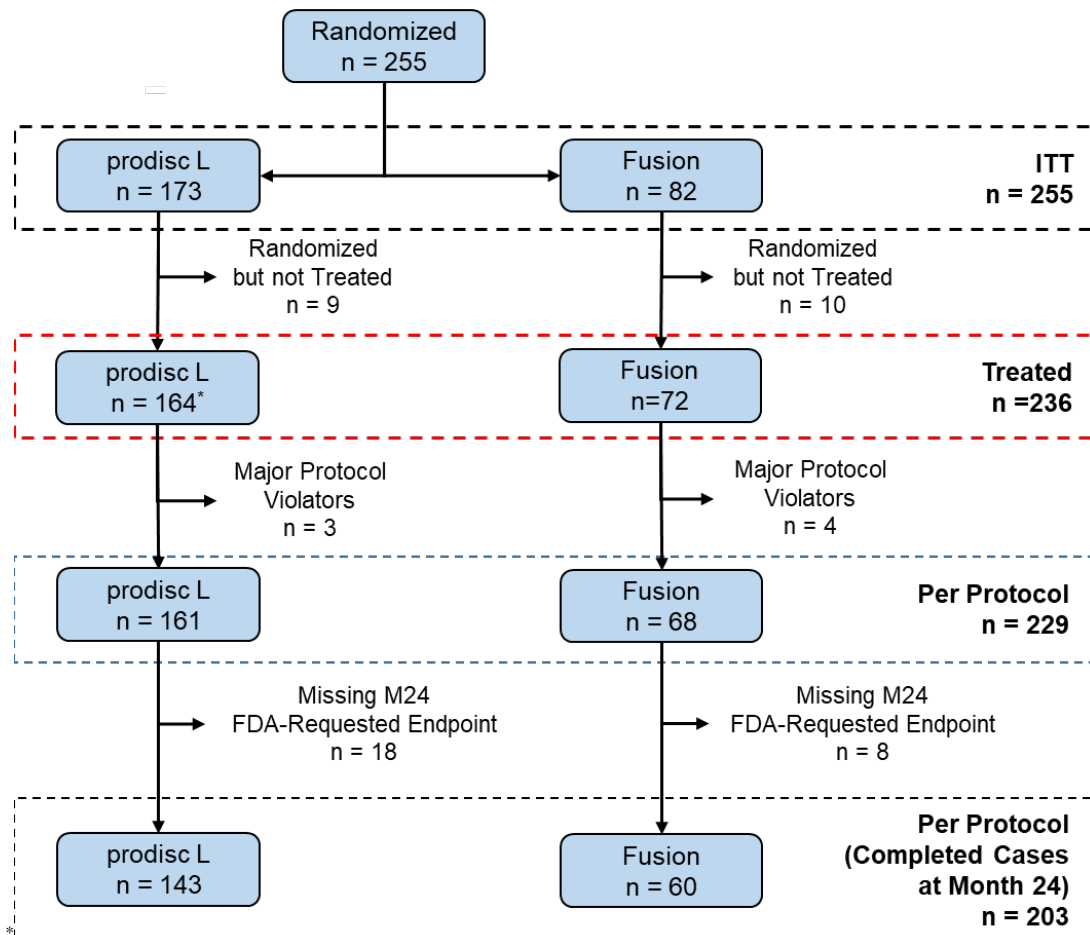 Randomized
n = 255
prodisc L
n = 173
Fusion
n = 82
ITT
n = 255
Randomized
but not Treated
n = 9
Randomized
but not Treated
n = 10
prodisc L
n = 164*
Fusion
n=72
Treated
n =236
Major Protocol
Violators
n = 3
Major Protocol
Violators
n = 4
prodisc L
n = 161
Fusion
n = 68
Per Protocol
n = 229
Missing M24
FDA-Requested Endpoint
n = 18
Missing M24
FDA-Requested Endpoint
n = 8
prodisc L
n = 143
Fusion
n = 60
Per Protocol
(Completed Cases
at Month 24)
n = 203
*